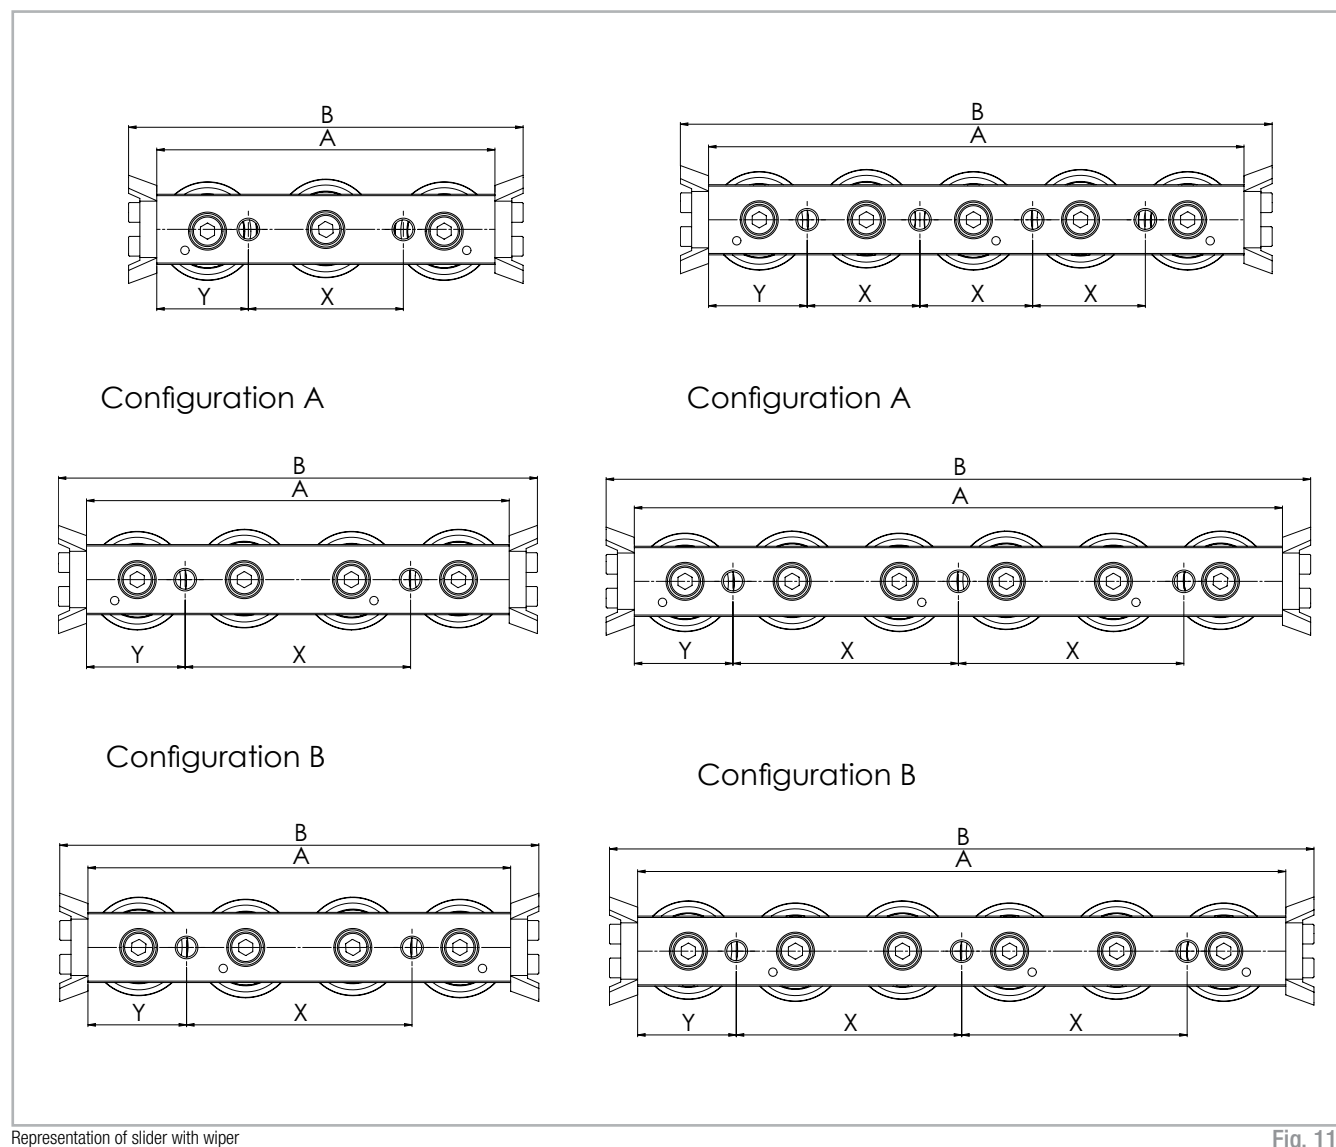 B
A
Y X
B
A
Y X X X
Configuration A
Configuration A
B
A
Y X
B
A
Y X X
Configuration B
Configuration B
B
A
Y X
B
A
Y X X
Representation of slider with wiper
Fig. 11